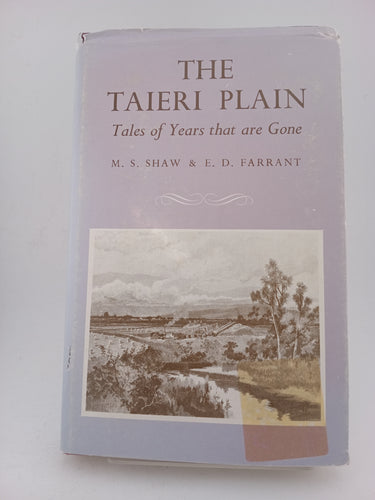 THE
TAIERI PLAIN
Tales of Years that are Gone
M. S. SHAW & E. D. FARRANT